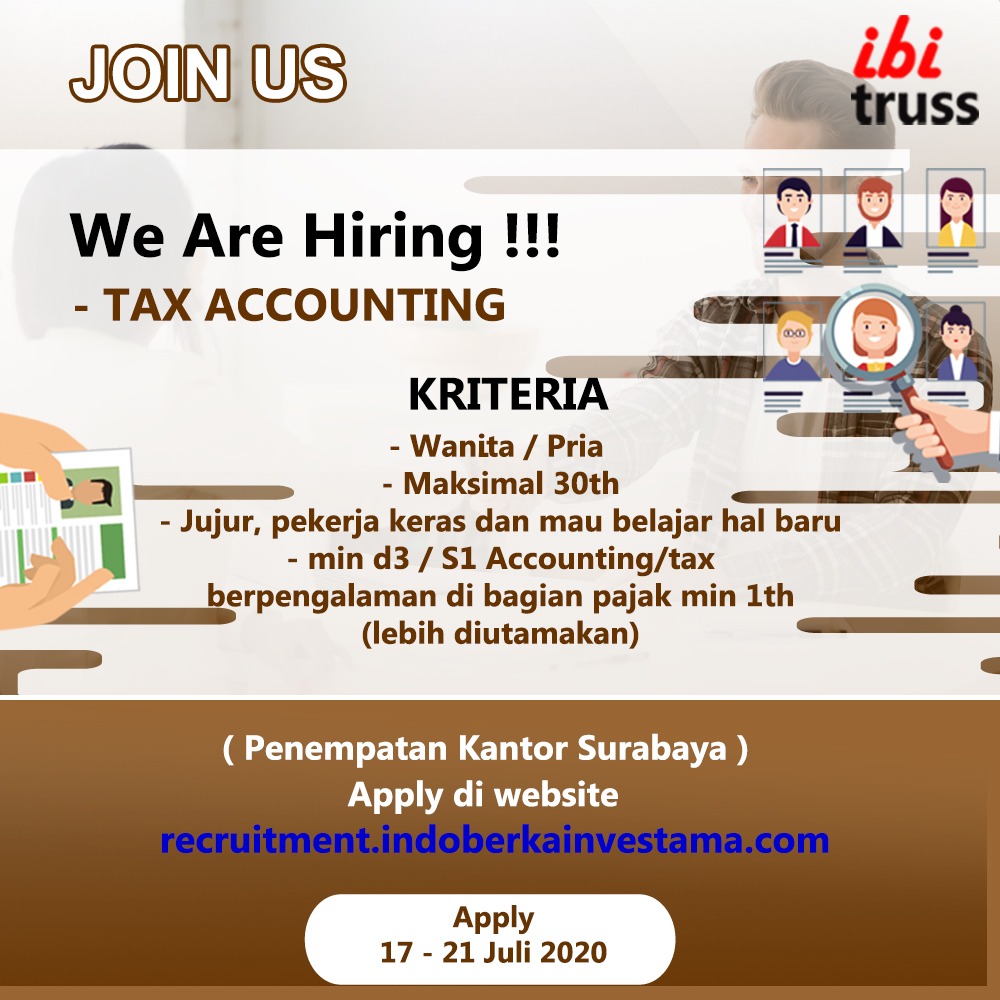 JOIN US
ibi
truss
We Are Hiring !!!
- TAX ACCOUNTING
KRITERIA
- Wanita / Pria
- Maksimal 30th
- Jujur, pekerja keras dan mau belajar hal baru
- min d3 / S1 Accounting/tax
berpengalaman di bagian pajak min 1th
(lebih diutamakan)
( Penempatan Kantor Surabaya )
Apply di website
recruitment.indoberkainvestama.com
Apply
17 - 21 Juli 2020